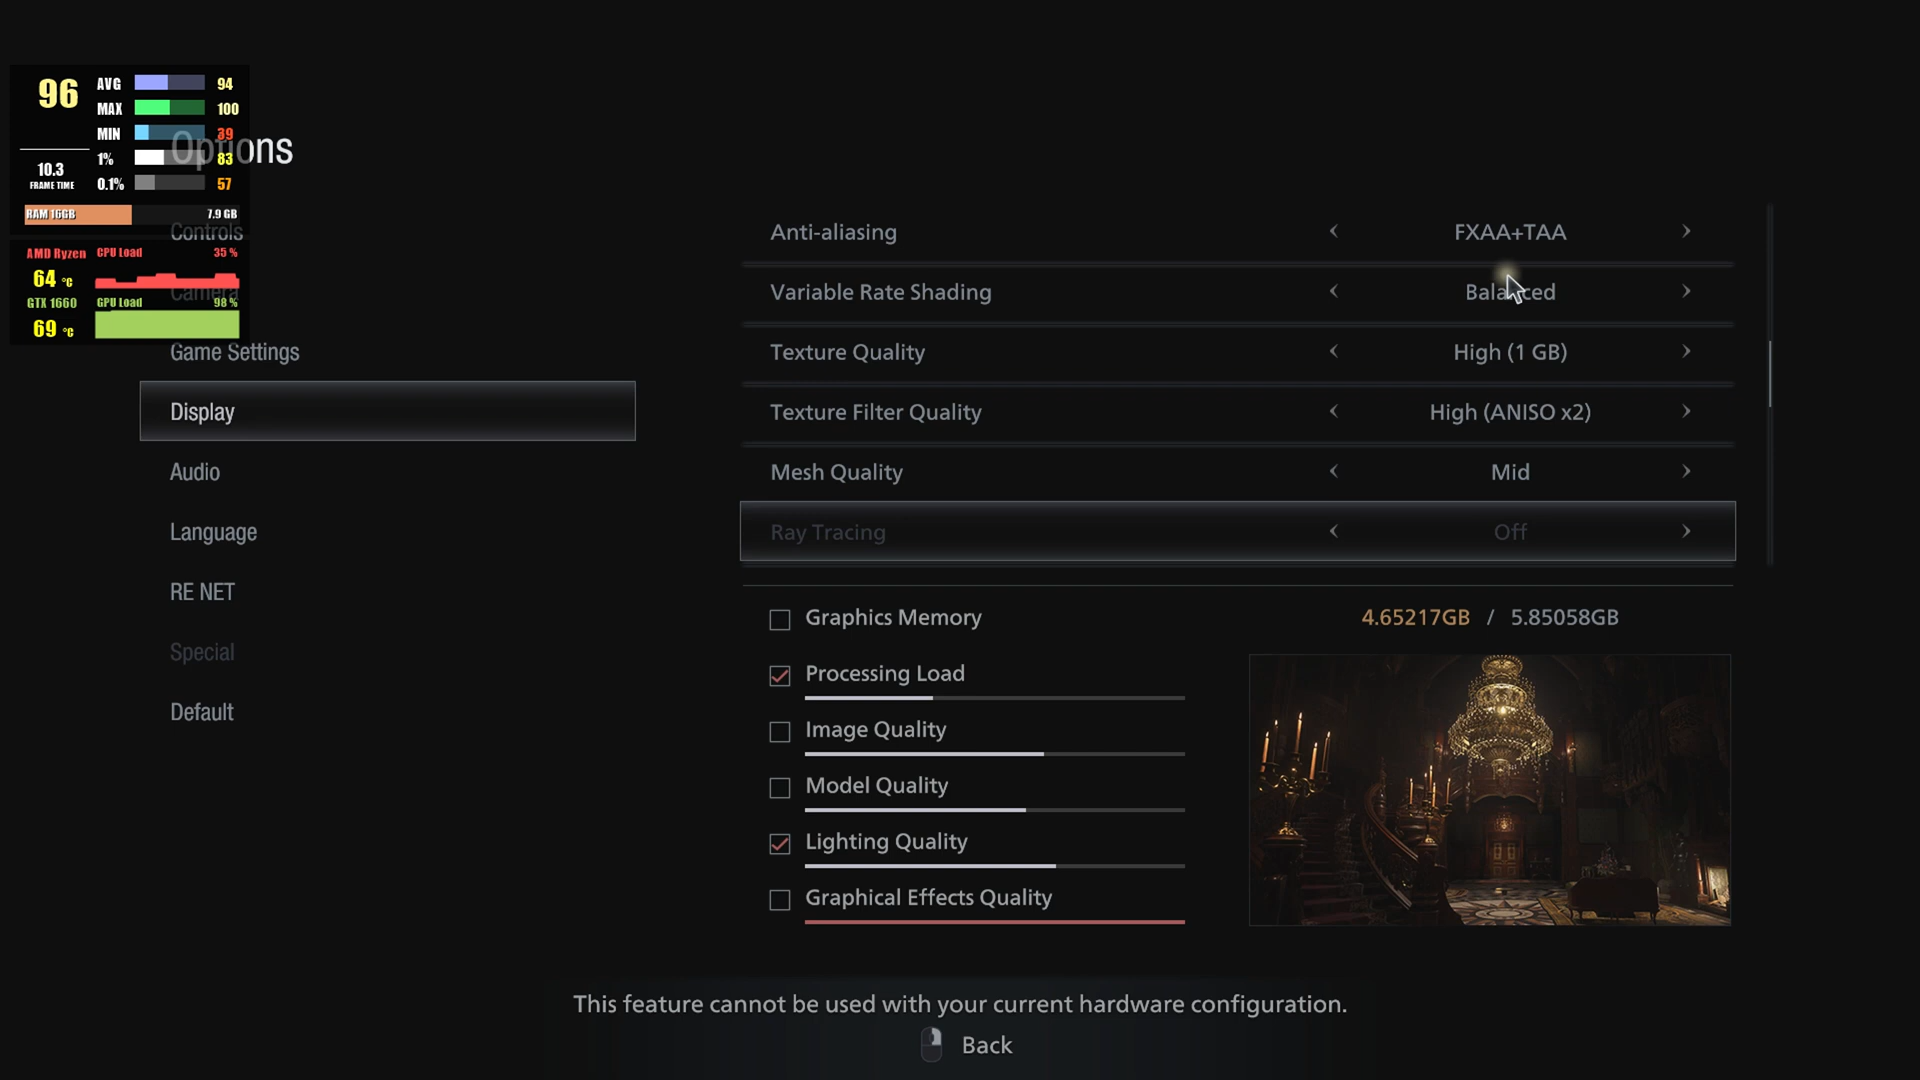 96
AVG 94
MAX 100
MIN 39
1% 83
0.1% 57
10.3
FRAME TIME
RAM 16GB 7.9 GB
AMD Ryzen CPU Load 35 %
64 °C
GTX 1660 GPU Load 98 %
69 °C
Options
Controls
Camera
Game Settings
Display
Audio
Language
RE NET
Special
Default
Anti-aliasing FXAA+TAA
Variable Rate Shading Balanced
Texture Quality High (1 GB)
Texture Filter Quality High (ANISO x2)
Mesh Quality Mid
Ray Tracing Off
Graphics Memory 4.65217GB / 5.85058GB
Processing Load
Image Quality
Model Quality
Lighting Quality
Graphical Effects Quality
This feature cannot be used with your current hardware configuration.
Back